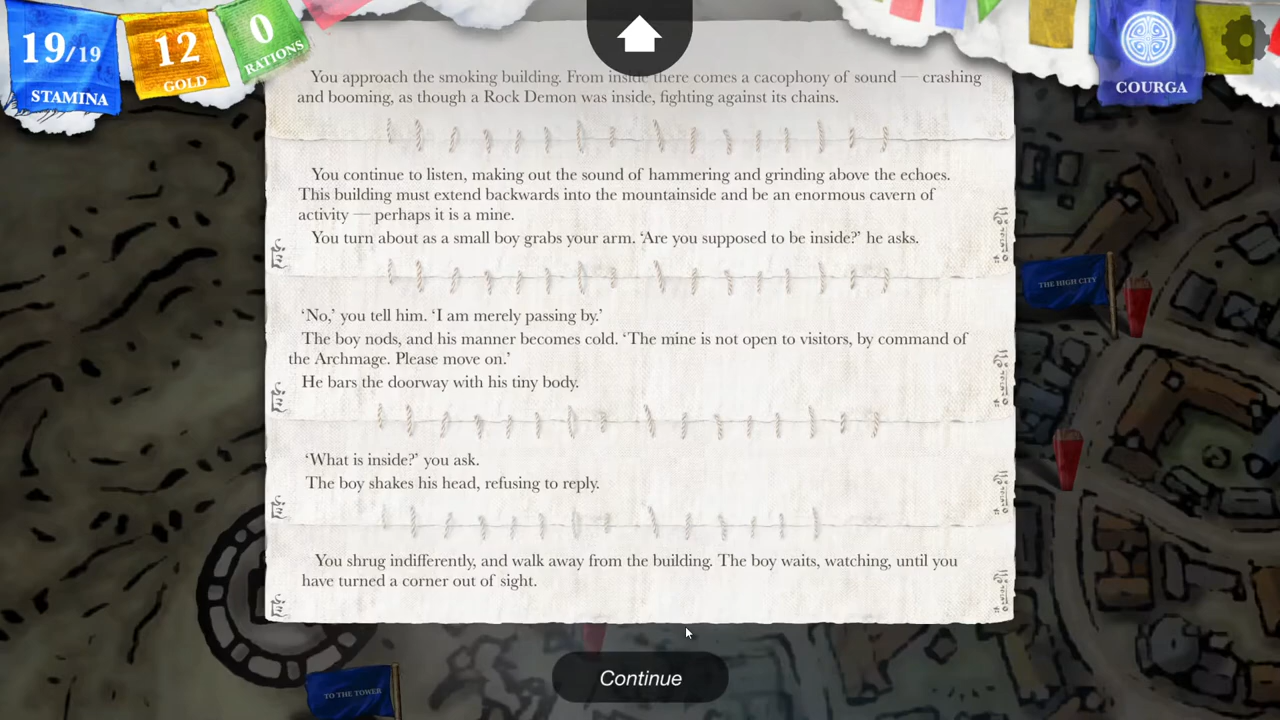 19/19
STAMINA
12
GOLD
0
RATIONS
COURGA
You approach the smoking building. From inside there comes a cacophony of sound — crashing
and booming, as though a Rock Demon was inside, fighting against its chains.
You continue to listen, making out the sound of hammering and grinding above the echoes.
This building must extend backwards into the mountainside and be an enormous cavern of
activity — perhaps it is a mine.
You turn about as a small boy grabs your arm. ‘Are you supposed to be inside?’ he asks.
‘No,’ you tell him. ‘I am merely passing by.’
The boy nods, and his manner becomes cold. ‘The mine is not open to visitors, by command of
the Archmage. Please move on.’
He bars the doorway with his tiny body.
‘What is inside?’ you ask.
The boy shakes his head, refusing to reply.
You shrug indifferently, and walk away from the building. The boy waits, watching, until you
have turned a corner out of sight.
THE HIGH CITY
TO THE TOWER
Continue